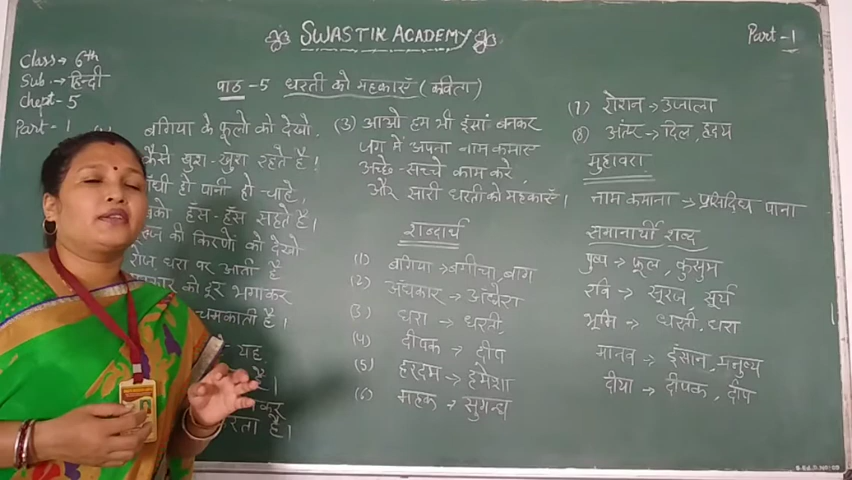 SWASTIK ACADEMY
Part-1
Class → 6th
Sub. → हिन्दी
Chept-5
Part-1
पाठ-5 धरती को महकाएँ (कविता)
बगिया के फूलों को देखो
कैसे खुश-खुश रहते हैं।
हो पानी हो चाहे,
हँस-हँस सहते हैं।
की किरणों को देखो
रोज धरा पर आती हैं
को दूर भगाकर
चमकाती हैं।
यह
है।
कर
करता है।
(3) आओ हम भी इंसां बनकर
जग में अपना नाम कमाएँ
अच्छे-सच्चे काम करें,
और सारी धरती को महकाएँ।
शब्दार्थ
(1) बगिया → बगीचा, बाग
(2) अंधकार → अंधेरा
(3) धरा → धरती,
(4) दीपक → दीप
(5) हरदम → हमेशा
(6) महक → सुगन्ध
(7) रोशन → उजाला
(8) अंतर → दिल, हृदय
मुहावरा
नाम कमाना → प्रसिद्धि पाना
समानार्थी शब्द
पुष्प → फूल, कुसुम
रवि → सूरज, सूर्य
भूमि → धरती, धरा
मानव → इंसान, मनुष्य
दीया → दीपक, दीप